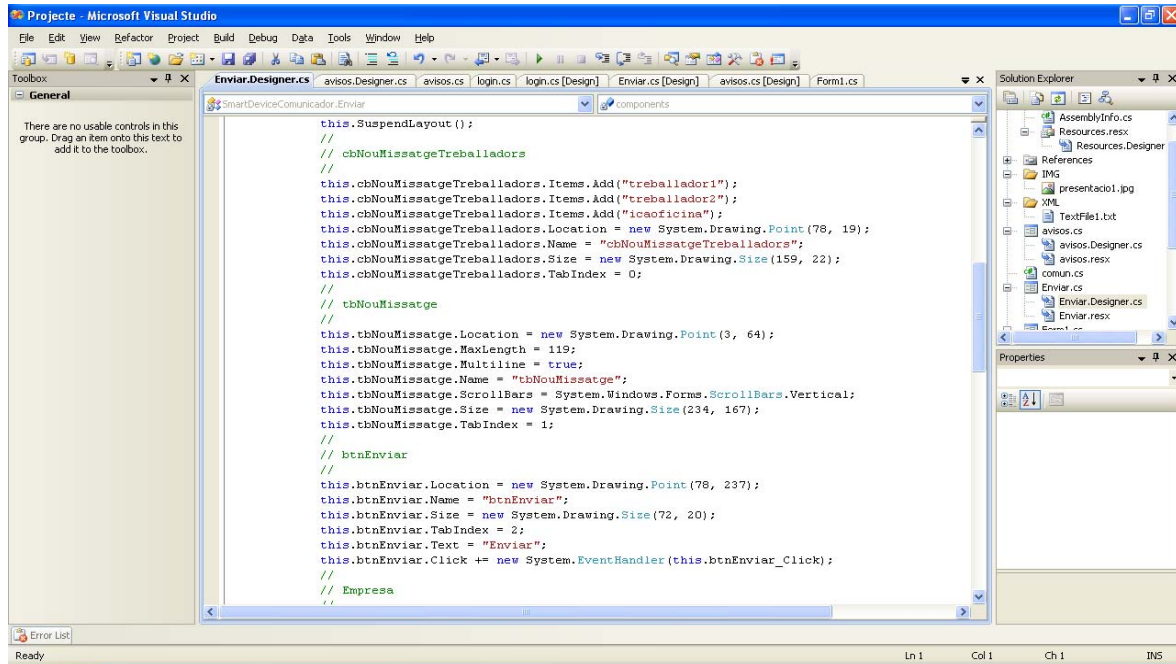 Projecte - Microsoft Visual Studio
File Edit View Refactor Project Build Debug Data Tools Window Help
Toolbox
General
There are no usable controls in this
group. Drag an item onto this text to
add it to the toolbox.
Enviar.Designer.cs avisos.Designer.cs avisos.cs login.cs login.cs [Design] Enviar.cs [Design] avisos.cs [Design] Form1.cs
SmartDeviceComunicador.Enviar components
this.SuspendLayout();
//
// cbNouMissatgeTreballadors
//
this.cbNouMissatgeTreballadors.Items.Add("treballador1");
this.cbNouMissatgeTreballadors.Items.Add("treballador2");
this.cbNouMissatgeTreballadors.Items.Add("icaoficina");
this.cbNouMissatgeTreballadors.Location = new System.Drawing.Point(78, 19);
this.cbNouMissatgeTreballadors.Name = "cbNouMissatgeTreballadors";
this.cbNouMissatgeTreballadors.Size = new System.Drawing.Size(159, 22);
this.cbNouMissatgeTreballadors.TabIndex = 0;
//
// tbNouMissatge
//
this.tbNouMissatge.Location = new System.Drawing.Point(3, 64);
this.tbNouMissatge.MaxLength = 119;
this.tbNouMissatge.Multiline = true;
this.tbNouMissatge.Name = "tbNouMissatge";
this.tbNouMissatge.ScrollBars = System.Windows.Forms.ScrollBars.Vertical;
this.tbNouMissatge.Size = new System.Drawing.Size(234, 167);
this.tbNouMissatge.TabIndex = 1;
//
// btnEnviar
//
this.btnEnviar.Location = new System.Drawing.Point(78, 237);
this.btnEnviar.Name = "btnEnviar";
this.btnEnviar.Size = new System.Drawing.Size(72, 20);
this.btnEnviar.TabIndex = 2;
this.btnEnviar.Text = "Enviar";
this.btnEnviar.Click += new System.EventHandler(this.btnEnviar_Click);
//
// Empresa
//
Solution Explorer
AssemblyInfo.cs
Resources.resx
Resources.Designer
References
IMG
presentacio1.jpg
XML
TextFile1.txt
avisos.cs
avisos.Designer.cs
avisos.resx
comun.cs
Enviar.cs
Enviar.Designer.cs
Enviar.resx
Form1.cs
Properties
Error List
Ready Ln 1 Col 1 Ch 1 INS